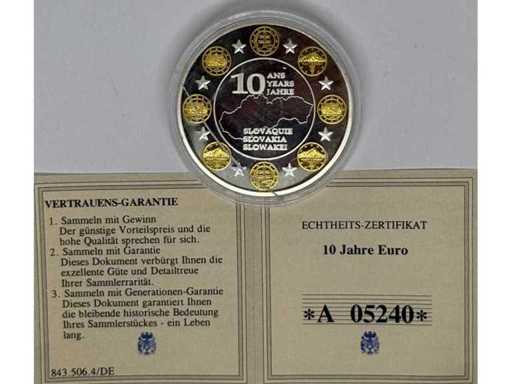 10 ANS
YEARS
JAHRE
SLOVAQUIE
SLOVAKIA
SLOWAKEI
VERTRAUENS-GARANTIE
1. Sammeln mit Gewinn
Der günstige Vorteilspreis und die
hohe Qualität sprechen für sich.
2. Sammeln mit Garantie
Dieses Dokument verbürgt Ihnen die
exzellente Güte und Detailtreue
Ihrer Sammlerrarität.
3. Sammeln mit Generationen-Garantie
Dieses Dokument garantiert Ihnen
die bleibende historische Bedeutung
Ihres Sammlerstückes - ein Leben
lang.
843 506.4/DE
ECHTHEITS-ZERTIFIKAT
10 Jahre Euro
*A 05240*